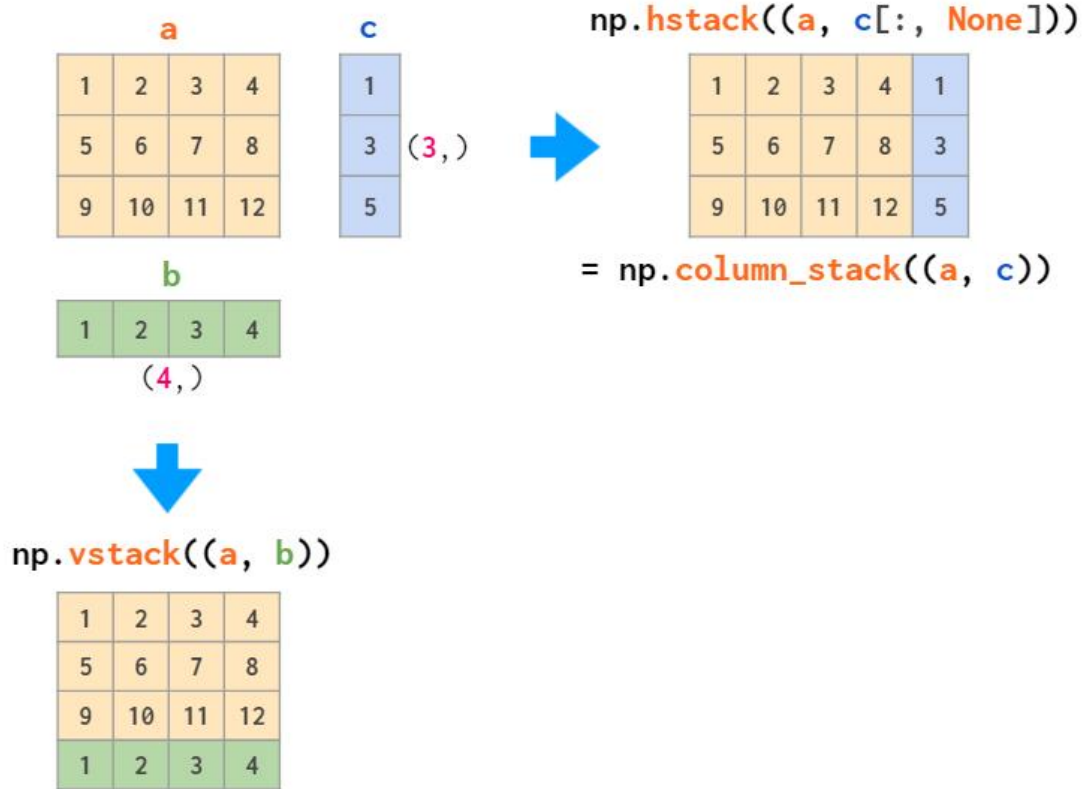 a
1 2 3 4
5 6 7 8
9 10 11 12
c
1
3
5
(3,)
np.hstack((a, c[:, None]))
1 2 3 4 1
5 6 7 8 3
9 10 11 12 5
= np.column_stack((a, c))
b
1 2 3 4
(4,)
np.vstack((a, b))
1 2 3 4
5 6 7 8
9 10 11 12
1 2 3 4